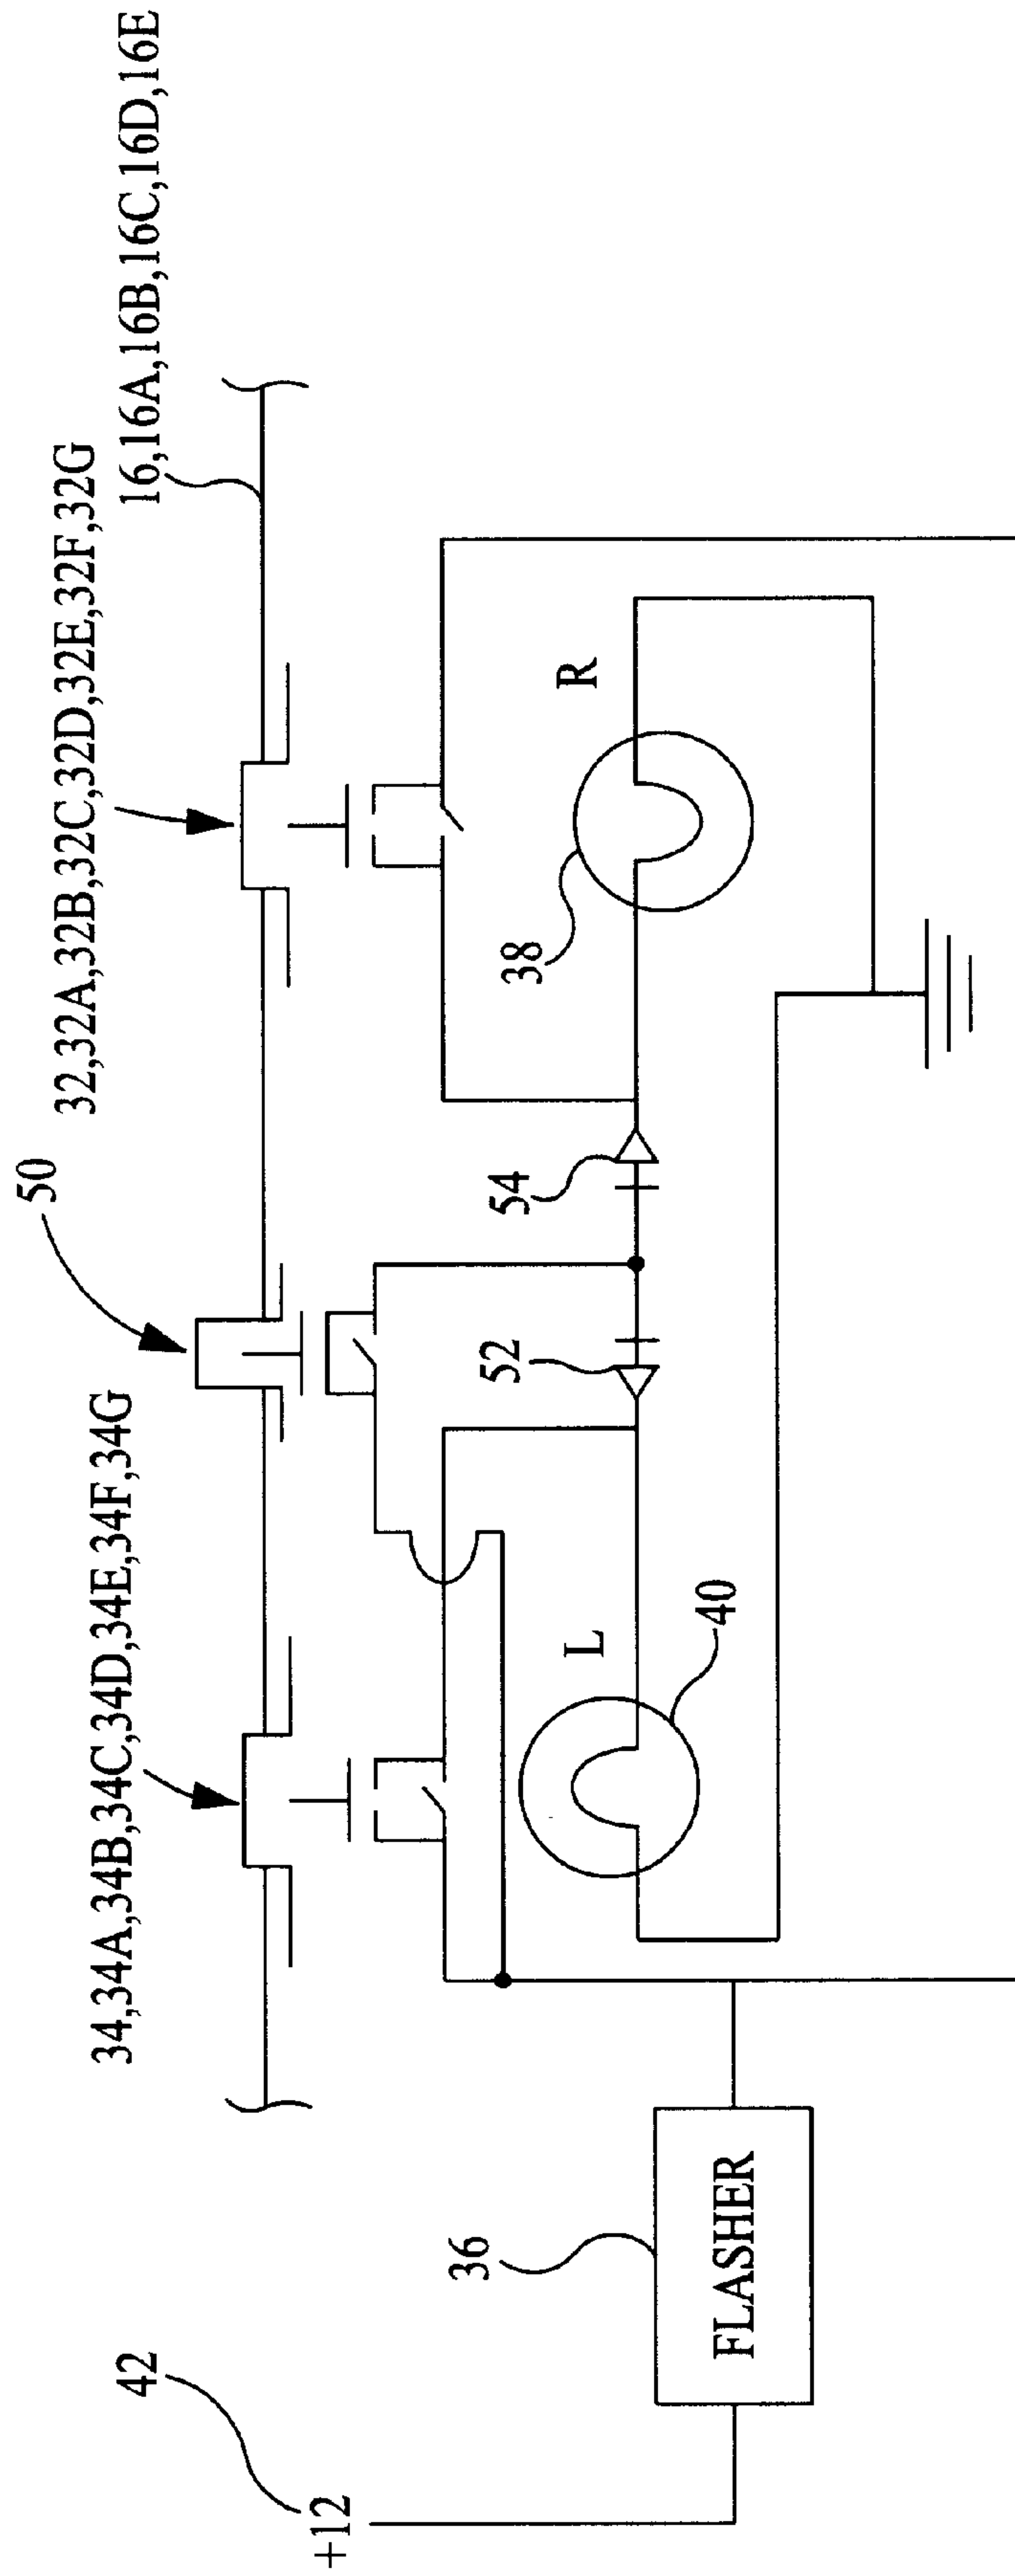 50
32,32A,32B,32C,32D,32E,32F,32G
34,34A,34B,34C,34D,34E,34F,34G
16,16A,16B,16C,16D,16E
42
+12
36
FLASHER
L
40
52
54
38
R